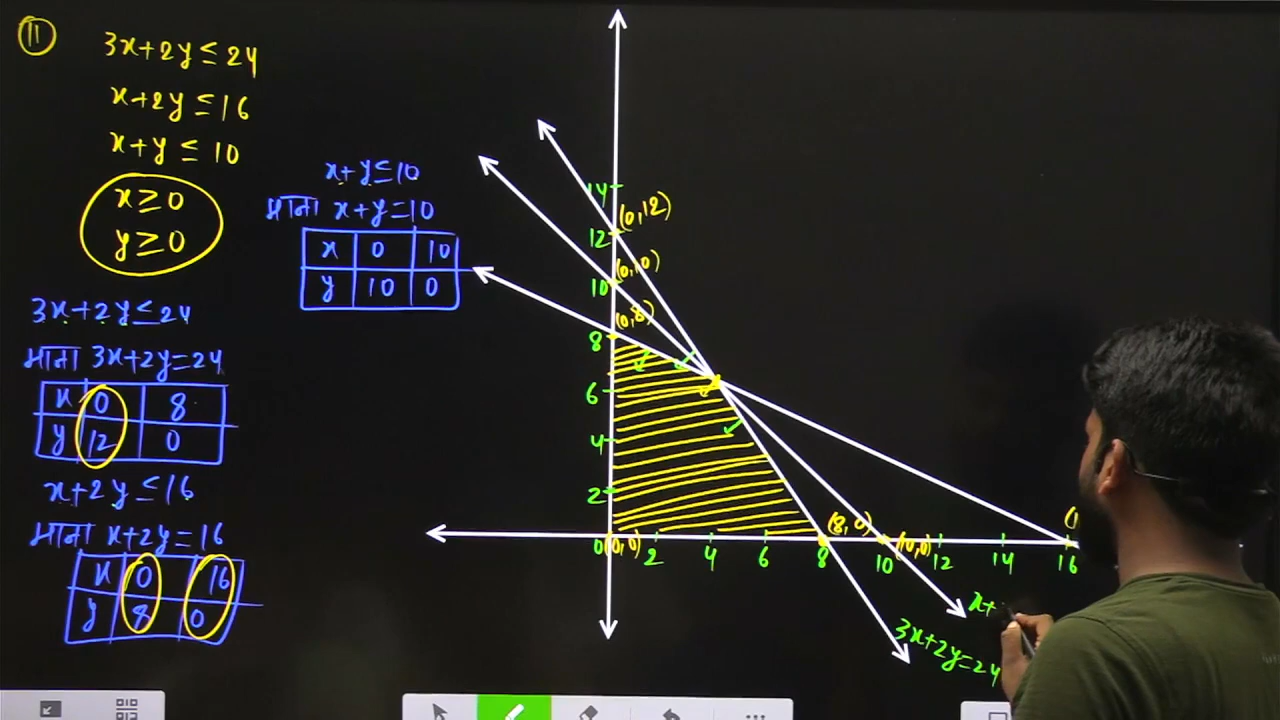 11
3x+2y ≤ 24
x+2y ≤ 16
x+y ≤ 10
x ≥ 0
y ≥ 0
3x+2y ≤ 24
माना 3x+2y=24
x 0 8
y 12 0
x+2y ≤ 16
माना x+2y=16
x 0 16
y 8 0
x+y ≤ 10
माना x+y=10
x 0 10
y 10 0
14
12
10
8
6
4
2
(0,12)
(0,10)
(0,8)
(8,0)
(10,0)
0 (0,0) 2 4 6 8 10 12 14 16
x+
3x+2y=24